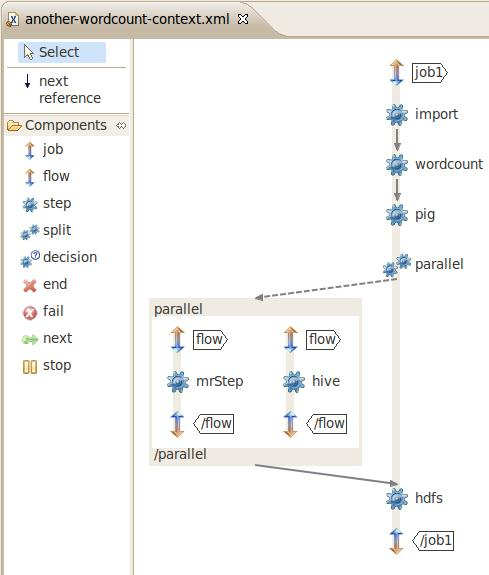 another-wordcount-context.xml
Select
next
reference
Components
job
flow
step
split
decision
end
fail
next
stop
job1
import
wordcount
pig
parallel
parallel
flow flow
mrStep hive
/flow /flow
/parallel
hdfs
/job1